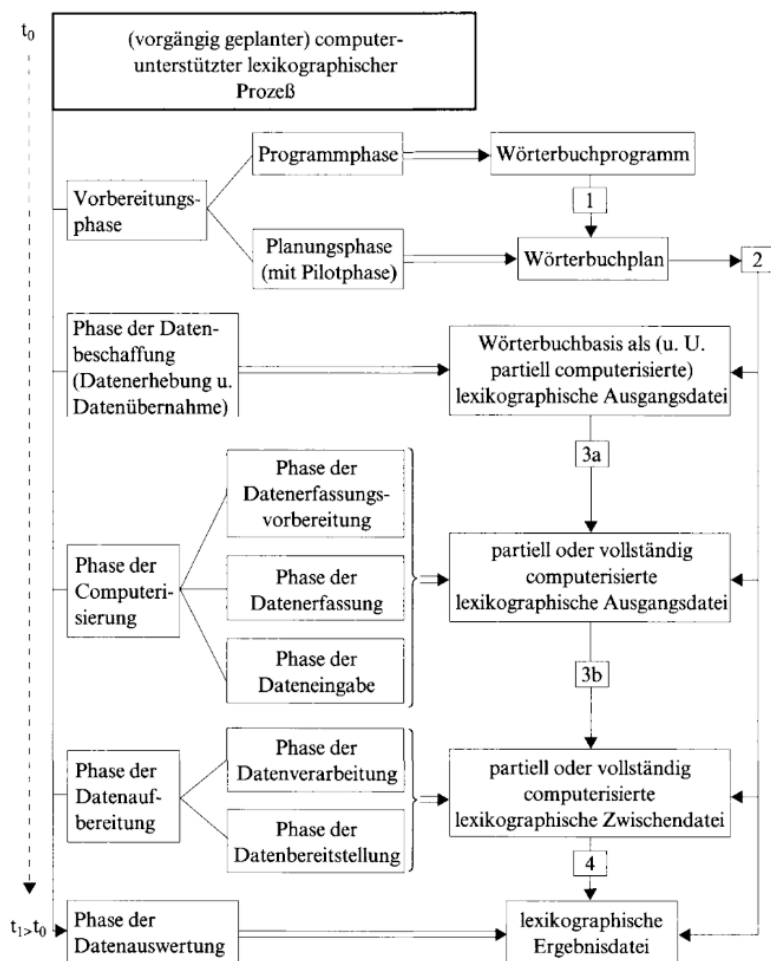 t0
(vorgängig geplanter) computer-
unterstützter lexikographischer
Prozeß
Vorbereitungs-
phase
Programmphase
Wörterbuchprogramm
1
Planungsphase
(mit Pilotphase)
Wörterbuchplan
2
Phase der Daten-
beschaffung
(Datenerhebung u.
Datenübernahme)
Wörterbuchbasis als (u. U.
partiell computerisierte)
lexikographische Ausgangsdatei
3a
Phase der
Computeri-
sierung
Phase der
Datenerfassungs-
vorbereitung
Phase der
Datenerfassung
Phase der
Dateneingabe
partiell oder vollständig
computerisierte
lexikographische Ausgangsdatei
3b
Phase der
Datenauf-
bereitung
Phase der
Datenverarbeitung
Phase der
Datenbereitstellung
partiell oder vollständig
computerisierte
lexikographische Zwischendatei
4
t1>t0
Phase der
Datenauswertung
lexikographische
Ergebnisdatei